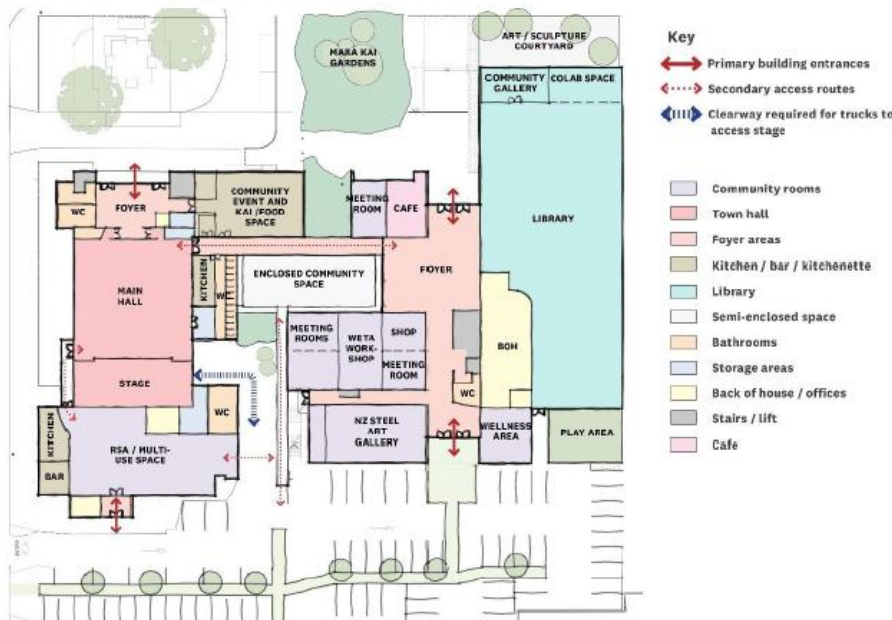 ART / SCULPTURE
COURTYARD
MARA KAI
GARDENS
COMMUNITY
GALLERY
COLAB SPACE
WC
FOYER
COMMUNITY
EVENT AND
KAI /FOOD
SPACE
MEETING
ROOM
CAFE
LIBRARY
FOYER
MAIN
HALL
KITCHEN
WC
ENCLOSED COMMUNITY
SPACE
MEETING
ROOMS
WETA
WORK-
SHOP
SHOP
MEETING
ROOM
BOH
STAGE
WC
WC
KITCHEN
BAR
RSA / MULTI-
USE SPACE
NZ STEEL
ART
GALLERY
WELLNESS
AREA
PLAY AREA
Key
Primary building entrances
Secondary access routes
Clearway required for trucks to
access stage
Community rooms
Town hall
Foyer areas
Kitchen / bar / kitchenette
Library
Semi-enclosed space
Bathrooms
Storage areas
Back of house / offices
Stairs / lift
Cafe